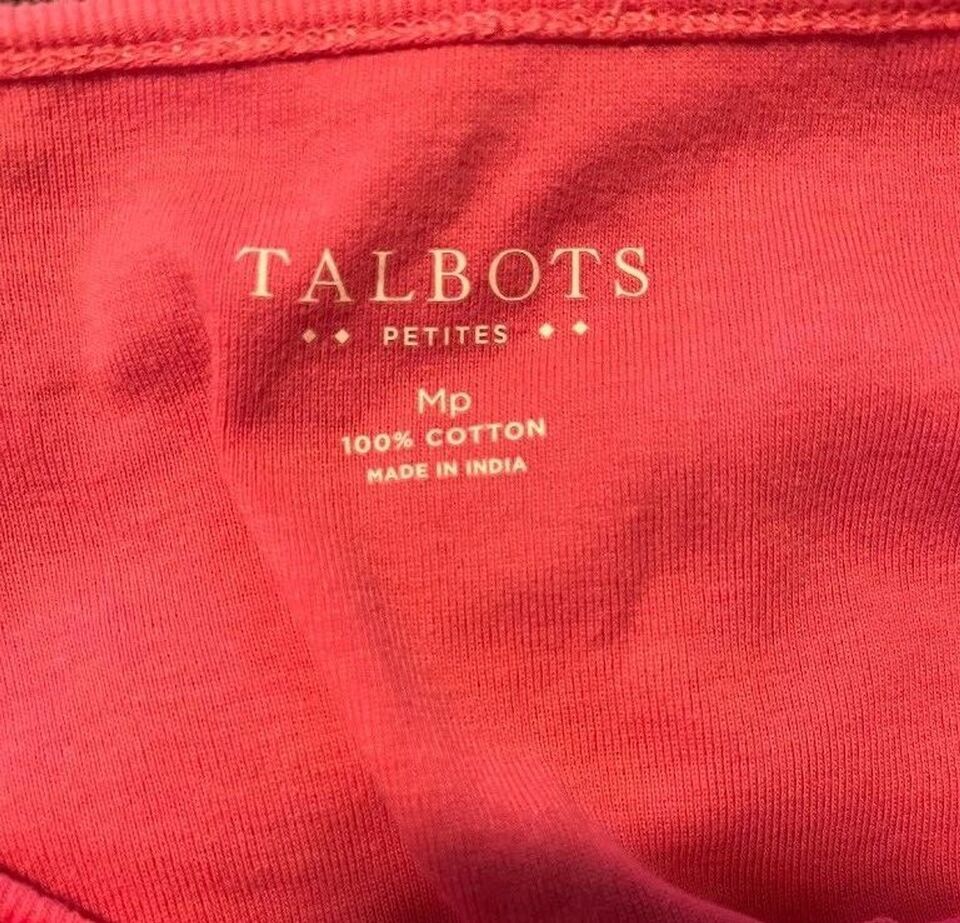 TALBOTS
PETITES
Mp
100% COTTON
MADE IN INDIA